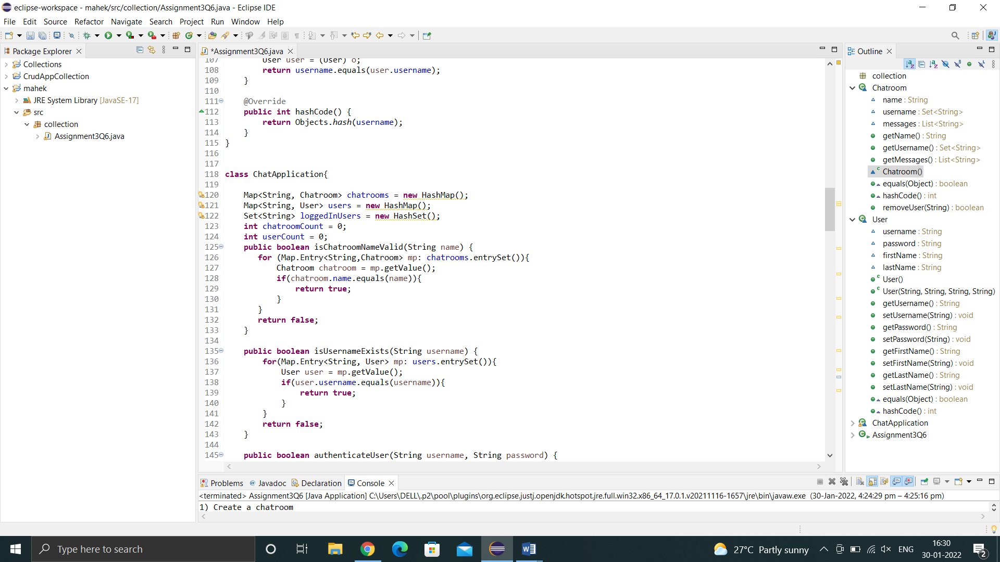 eclipse-workspace - mahek/src/collection/Assignment3Q6.java - Eclipse IDE
File Edit Source Refactor Navigate Search Project Run Window Help
Package Explorer
Collections
CrudAppCollection
mahek
JRE System Library [JavaSE-17]
src
collection
Assignment3Q6.java
*Assignment3Q6.java
107 User user = (User) o;
108 return username.equals(user.username);
109 }
110
111 @Override
112 public int hashCode() {
113 return Objects.hash(username);
114 }
115 }
116
117
118 class ChatApplication{
119
120 Map<String, Chatroom> chatrooms = new HashMap();
121 Map<String, User> users = new HashMap();
122 Set<String> loggedInUsers = new HashSet();
123 int chatroomCount = 0;
124 int userCount = 0;
125 public boolean isChatroomNameValid(String name) {
126 for (Map.Entry<String,Chatroom> mp: chatrooms.entrySet()){
127 Chatroom chatroom = mp.getValue();
128 if(chatroom.name.equals(name)){
129 return true;
130 }
131 }
132 return false;
133 }
134
135 public boolean isUsernameExists(String username) {
136 for(Map.Entry<String, User> mp: users.entrySet()){
137 User user = mp.getValue();
138 if(user.username.equals(username)){
139 return true;
140 }
141 }
142 return false;
143 }
144
145 public boolean authenticateUser(String username, String password) {
Outline
collection
Chatroom
name : String
username : Set<String>
messages : List<String>
getName() : String
getUsername() : Set<String>
getMessages() : List<String>
Chatroom()
equals(Object) : boolean
hashCode() : int
removeUser(String) : boolean
User
username : String
password : String
firstName : String
lastName : String
User()
User(String, String, String, String)
getUsername() : String
setUsername(String) : void
getPassword() : String
setPassword(String) : void
getFirstName() : String
setFirstName(String) : void
getLastName() : String
setLastName(String) : void
equals(Object) : boolean
hashCode() : int
ChatApplication
Assignment3Q6
Problems @ Javadoc Declaration Console
<terminated> Assignment3Q6 [Java Application] C:\Users\DELL\.p2\pool\plugins\org.eclipse.justj.openjdk.hotspot.jre.full.win32.x86_64_17.0.1.v20211116-1657\jre\bin\javaw.exe (30-Jan-2022, 4:24:29 pm – 4:25:16 pm)
1) Create a chatroom
Type here to search
27°C Partly sunny
ENG
16:30
30-01-2022
2